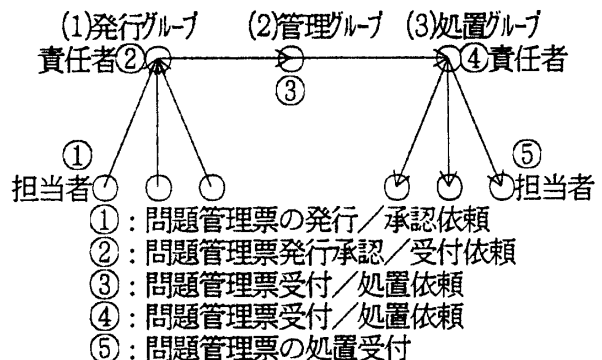 (1)発行グループ (2)管理グループ (3)処置グループ
責任者② ④責任者
③
① ⑤
担当者 担当者
①：問題管理票の発行／承認依頼
②：問題管理票発行承認／受付依頼
③：問題管理票受付／処置依頼
④：問題管理票受付／処置依頼
⑤：問題管理票の処置受付